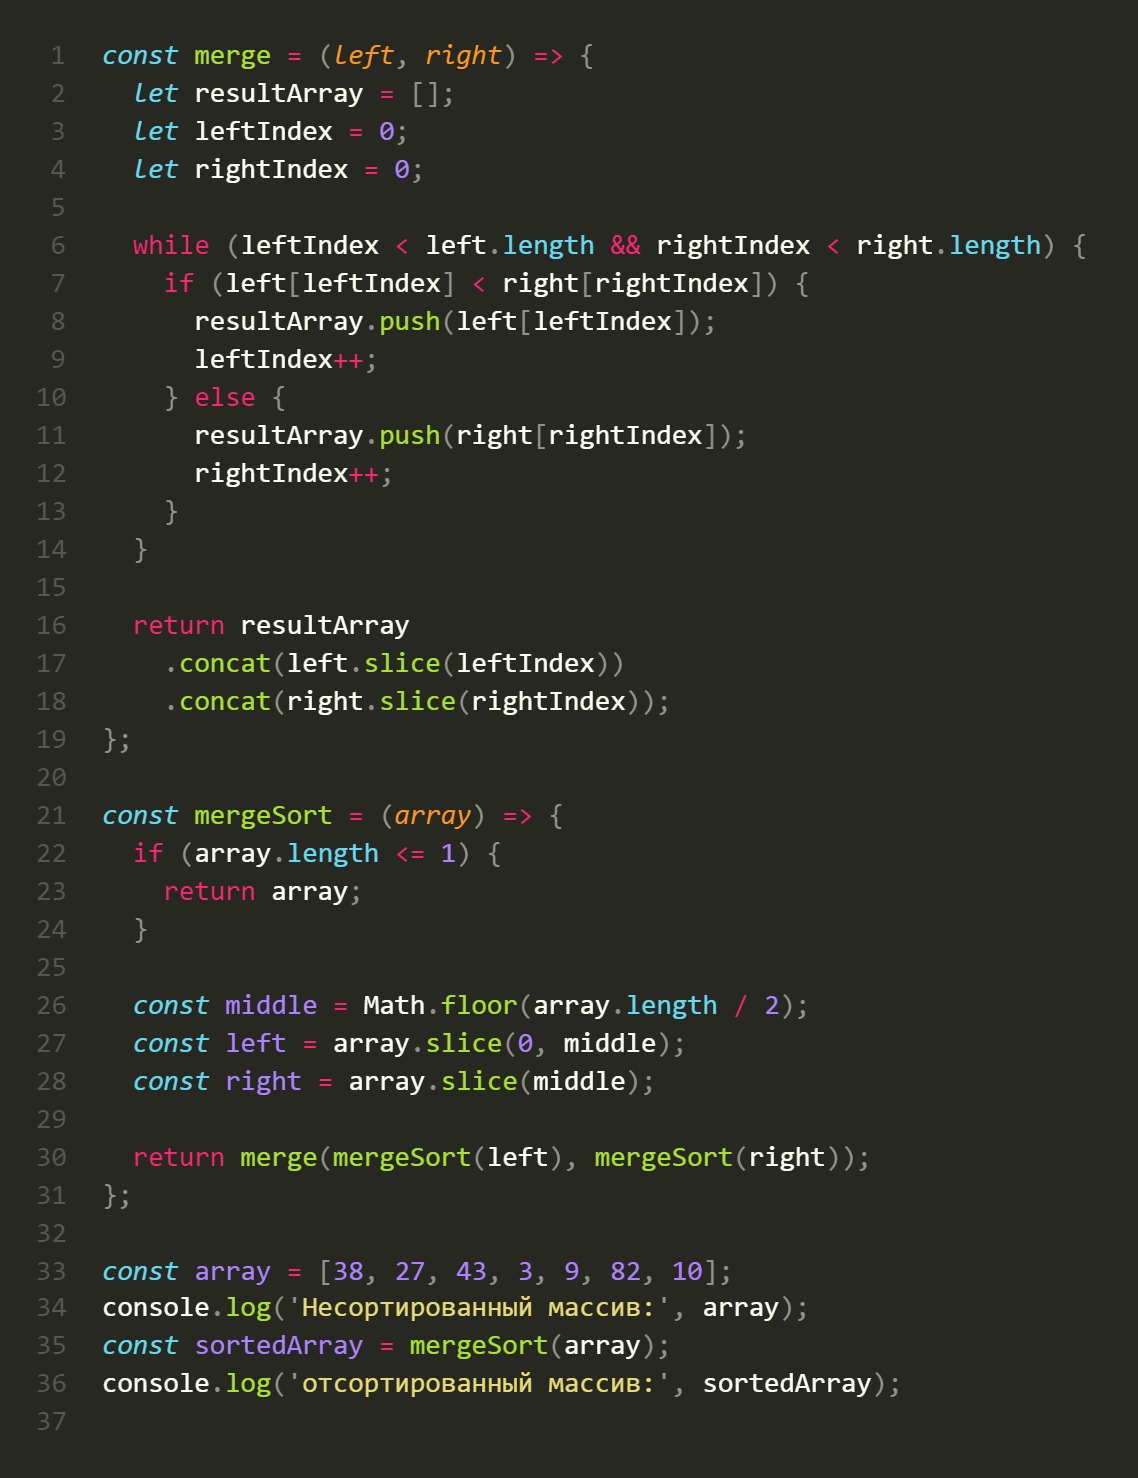 1 const merge = (left, right) => {
2   let resultArray = [];
3   let leftIndex = 0;
4   let rightIndex = 0;
5
6   while (leftIndex < left.length && rightIndex < right.length) {
7     if (left[leftIndex] < right[rightIndex]) {
8       resultArray.push(left[leftIndex]);
9       leftIndex++;
10     } else {
11       resultArray.push(right[rightIndex]);
12       rightIndex++;
13     }
14   }
15
16   return resultArray
17     .concat(left.slice(leftIndex))
18     .concat(right.slice(rightIndex));
19 };
20
21 const mergeSort = (array) => {
22   if (array.length <= 1) {
23     return array;
24   }
25
26   const middle = Math.floor(array.length / 2);
27   const left = array.slice(0, middle);
28   const right = array.slice(middle);
29
30   return merge(mergeSort(left), mergeSort(right));
31 };
32
33 const array = [38, 27, 43, 3, 9, 82, 10];
34 console.log('Несортированный массив:', array);
35 const sortedArray = mergeSort(array);
36 console.log('отсортированный массив:', sortedArray);
37